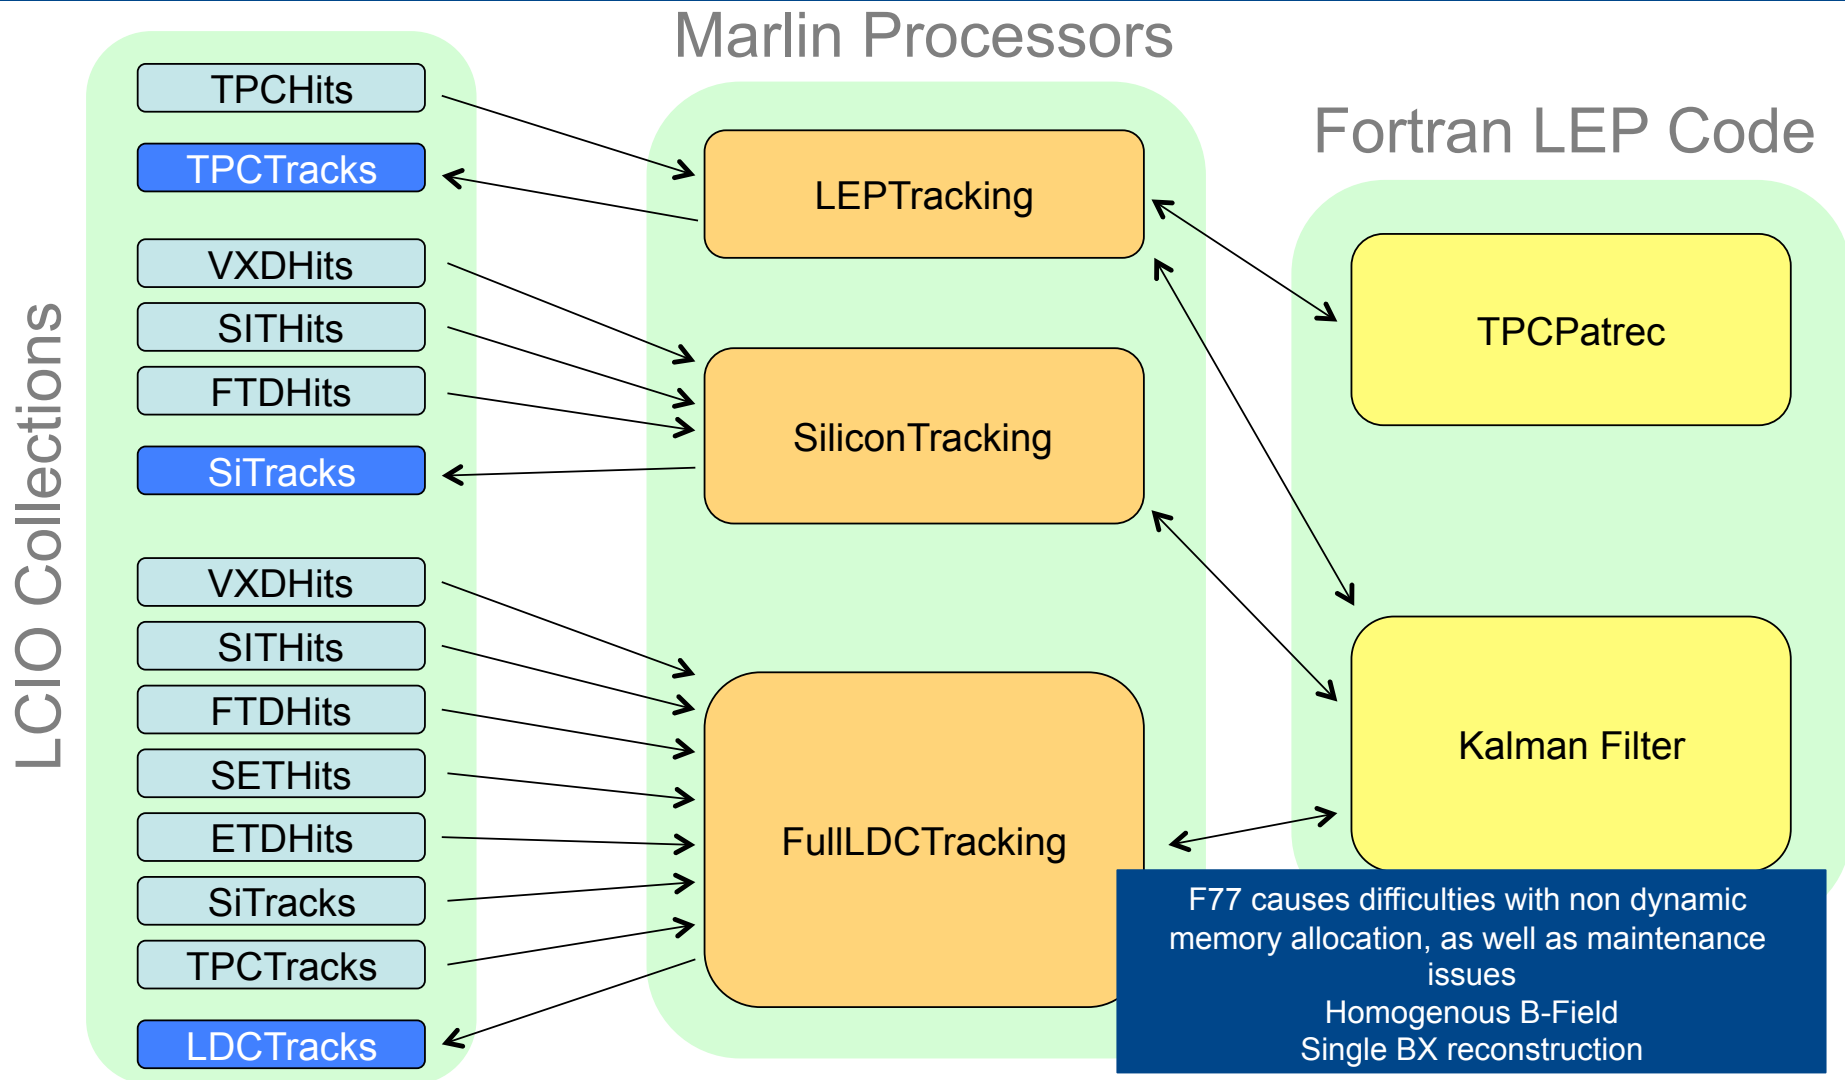 Marlin Processors
Fortran LEP Code
LCIO Collections
TPCHits
TPCTracks
VXDHits
SITHits
FTDHits
SiTracks
VXDHits
SITHits
FTDHits
SETHits
ETDHits
SiTracks
TPCTracks
LDCTracks
LEPTracking
SiliconTracking
FullLDCTracking
TPCPatrec
Kalman Filter
F77 causes difficulties with non dynamic
memory allocation, as well as maintenance
issues
Homogenous B-Field
Single BX reconstruction